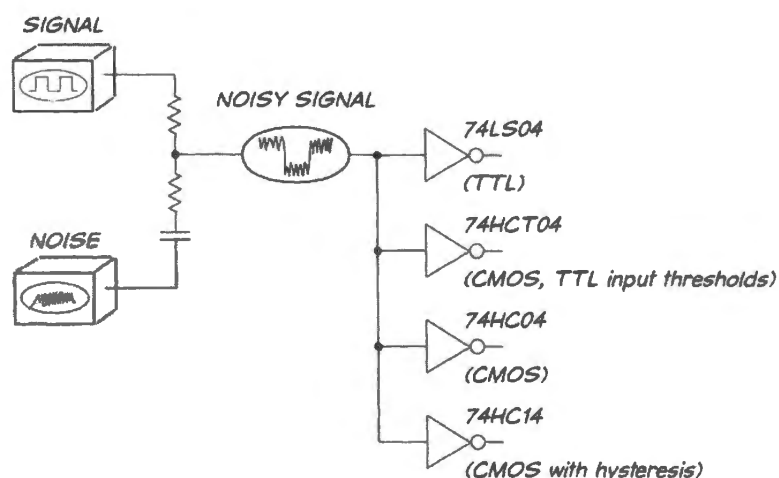 SIGNAL
NOISY SIGNAL
NOISE
74LS04
(TTL)
74HCT04
(CMOS, TTL input thresholds)
74HC04
(CMOS)
74HC14
(CMOS with hysteresis)